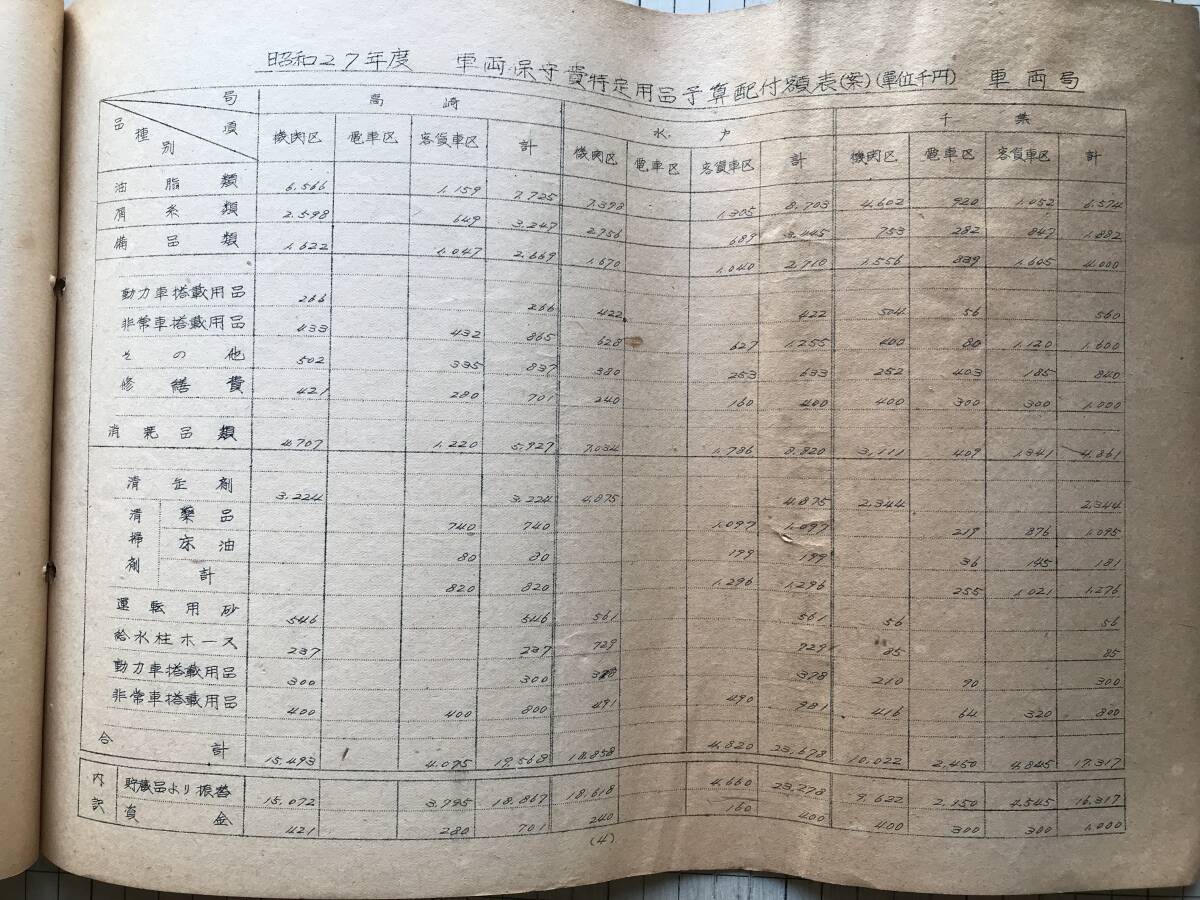 昭和27年度 車両保守費特定用品予算配付額表(案)(単位千円) 車両局
局 高崎 水戸 千葉
品種別 項 機関区 電車区 客貨車区 計 機関区 電車区 客貨車区 計 機関区 電車区 客貨車区 計
油脂類 6,566 1,159 7,725 7,398 1,305 8,703 4,602 920 1,052 6,574
屑糸類 2,598 649 3,247 2,756 689 3,445 753 282 847 1,882
備品類 1,622 1,047 2,669 1,670 1,040 2,710 1,556 839 1,605 4,000
動力車搭載用品 266 266 422 422 504 56 560
非常車搭載用品 433 432 865 628 627 1,255 400 80 1,120 1,600
その他 502 335 837 380 253 633 252 403 185 840
修繕費 421 280 701 240 160 400 400 300 300 1,000
消耗品類 4,707 1,220 5,927 7,034 1,786 8,820 3,111 409 1,341 4,861
清缶剤 3,224 3,224 4,875 4,875 2,344 2,344
清掃剤 薬品 740 740 1,097 1,097 219 876 1,095
床油 80 80 199 199 36 145 181
計 820 820 1,296 1,296 255 1,021 1,276
運転用砂 546 546 561 561 56 56
給水柱ホース 237 237 729 729 85 85
動力車搭載用品 300 300 378 378 210 90 300
非常車搭載用品 400 400 800 491 490 981 416 64 320 800
合計 15,493 4,075 19,568 18,858 4,820 23,678 10,022 2,450 4,845 17,317
内訳 貯蔵品より振替 15,072 3,795 18,867 18,618 4,660 23,278 9,622 2,150 4,545 16,317
資金 421 280 701 240 160 400 400 300 300 1,000
(4)